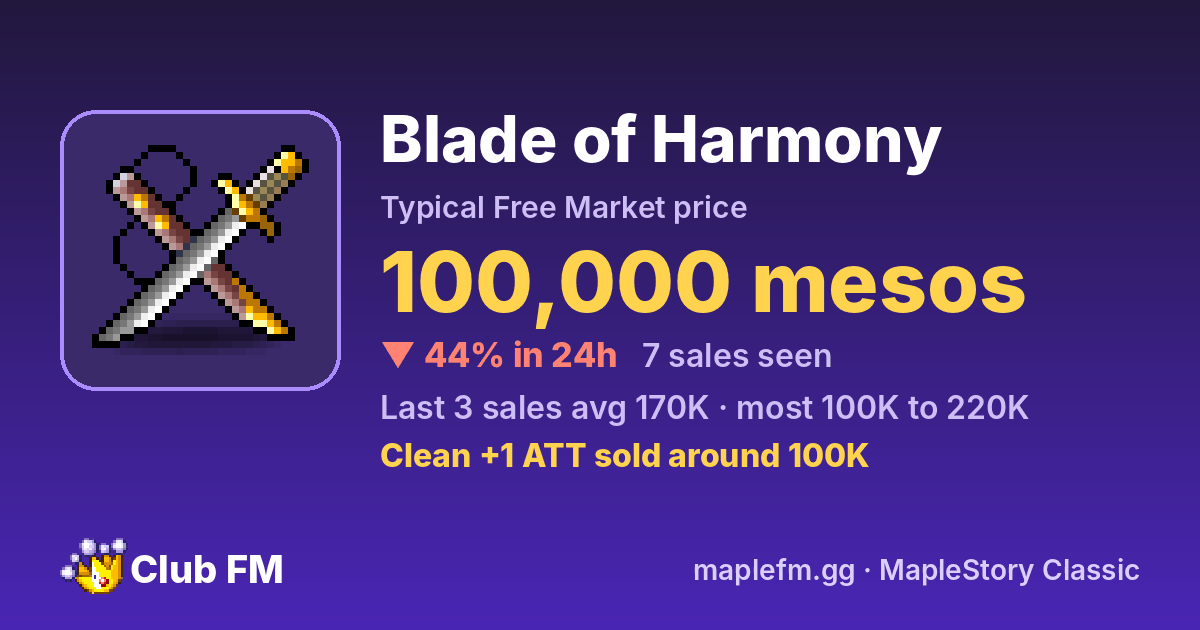 Blade of Harmony
Typical Free Market price
100,000 mesos
▼ 44% in 24h 7 sales seen
Last 3 sales avg 170K · most 100K to 220K
Clean +1 ATT sold around 100K
Club FM
maplefm.gg · MapleStory Classic